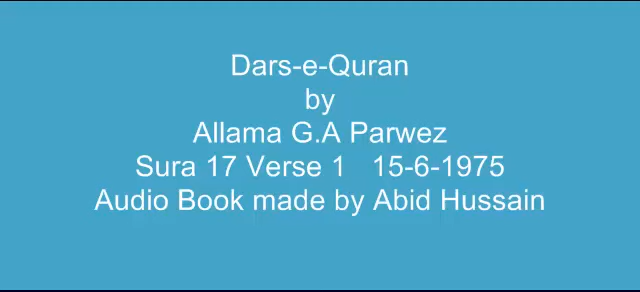 Dars-e-Quran
by
Allama G.A Parwez
Sura 17 Verse 1   15-6-1975
Audio Book made by Abid Hussain